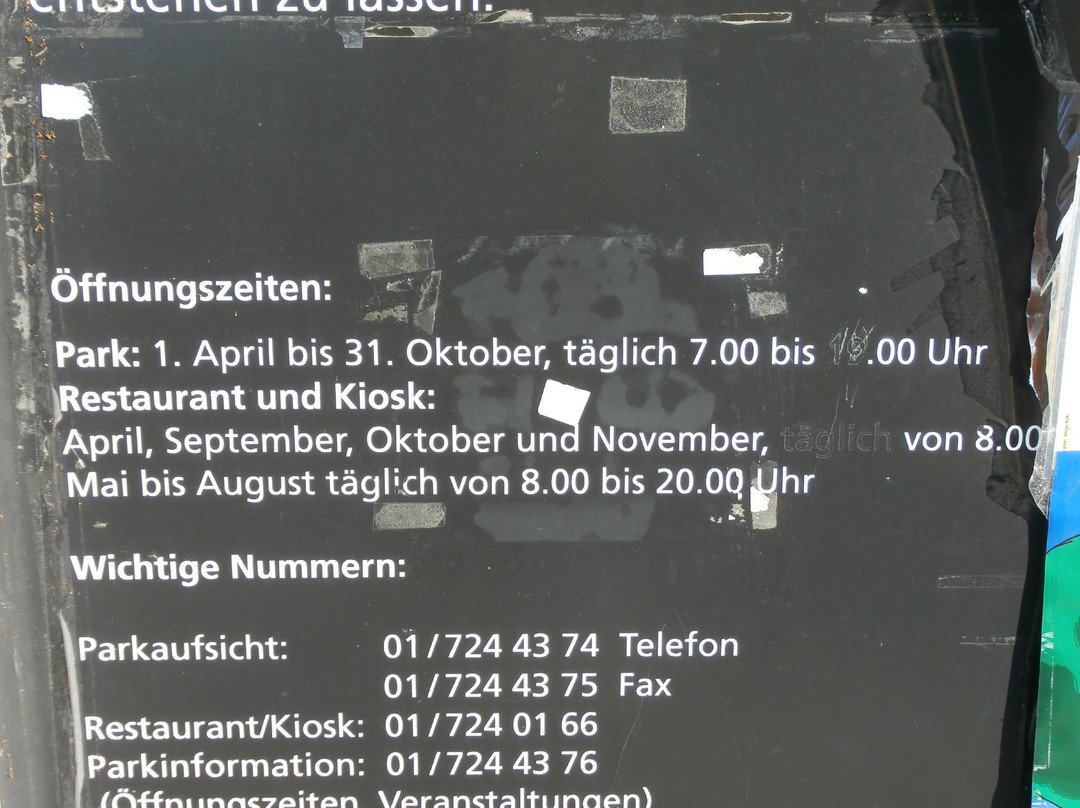 entstehen zu lassen.
Öffnungszeiten:
Park: 1. April bis 31. Oktober, täglich 7.00 bis .00 Uhr
Restaurant und Kiosk:
April, September, Oktober und November, täglich von 8.00
Mai bis August täglich von 8.00 bis 20.00 Uhr
Wichtige Nummern:
Parkaufsicht: 01/724 43 74 Telefon
01/724 43 75 Fax
Restaurant/Kiosk: 01/724 01 66
Parkinformation: 01/724 43 76
(Öffnungszeiten, Veranstaltungen)